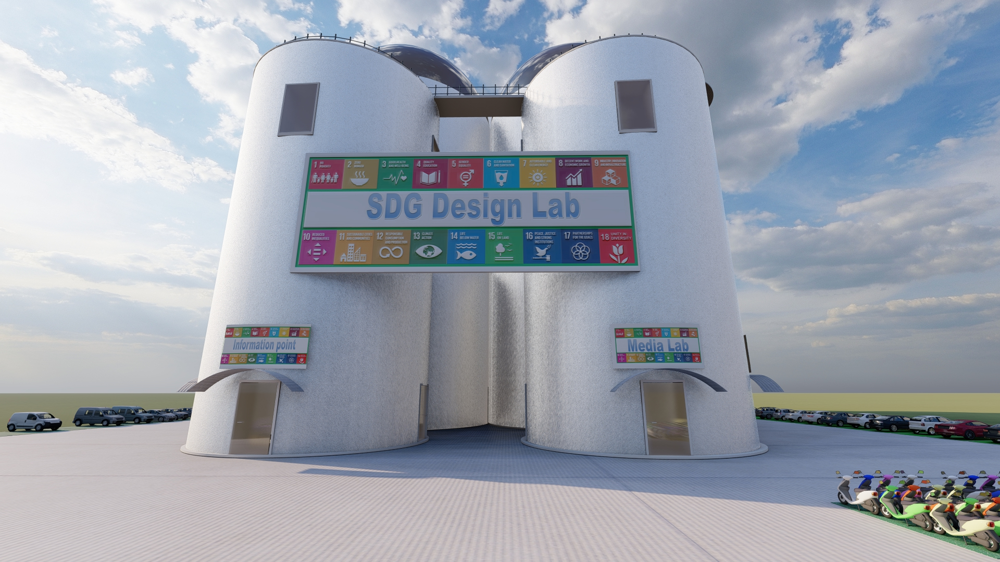 1 NO POVERTY
2 ZERO HUNGER
3 GOOD HEALTH AND WELL-BEING
4 QUALITY EDUCATION
5 GENDER EQUALITY
6 CLEAN WATER AND SANITATION
7 AFFORDABLE AND CLEAN ENERGY
8 DECENT WORK AND ECONOMIC GROWTH
9 INDUSTRY, INNOVATION AND INFRASTRUCTURE
SDG Design Lab
10 REDUCED INEQUALITIES
11 SUSTAINABLE CITIES AND COMMUNITIES
12 RESPONSIBLE CONSUMPTION AND PRODUCTION
13 CLIMATE ACTION
14 LIFE BELOW WATER
15 LIFE ON LAND
16 PEACE, JUSTICE AND STRONG INSTITUTIONS
17 PARTNERSHIPS FOR THE GOALS
18 UNITY IN DIVERSITY
Information point
Media Lab